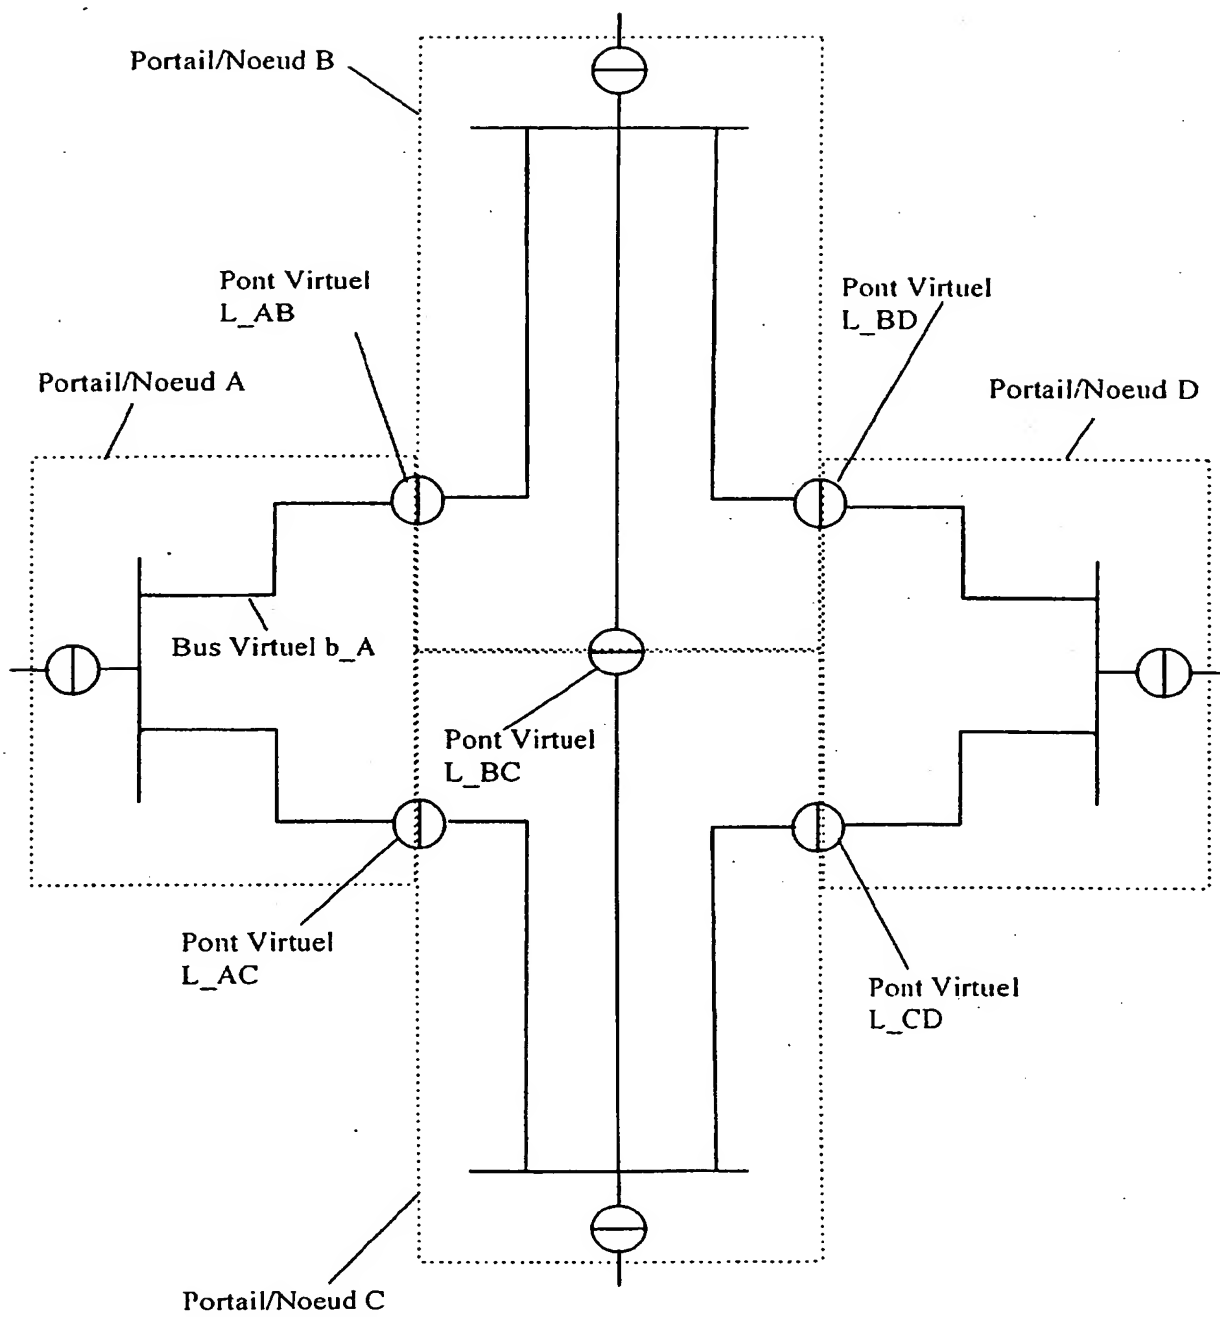 Portail/Noeud B
Pont Virtuel
L_AB
Pont Virtuel
L_BD
Portail/Noeud A
Portail/Noeud D
Bus Virtuel b_A
Pont Virtuel
L_BC
Pont Virtuel
L_AC
Pont Virtuel
L_CD
Portail/Noeud C